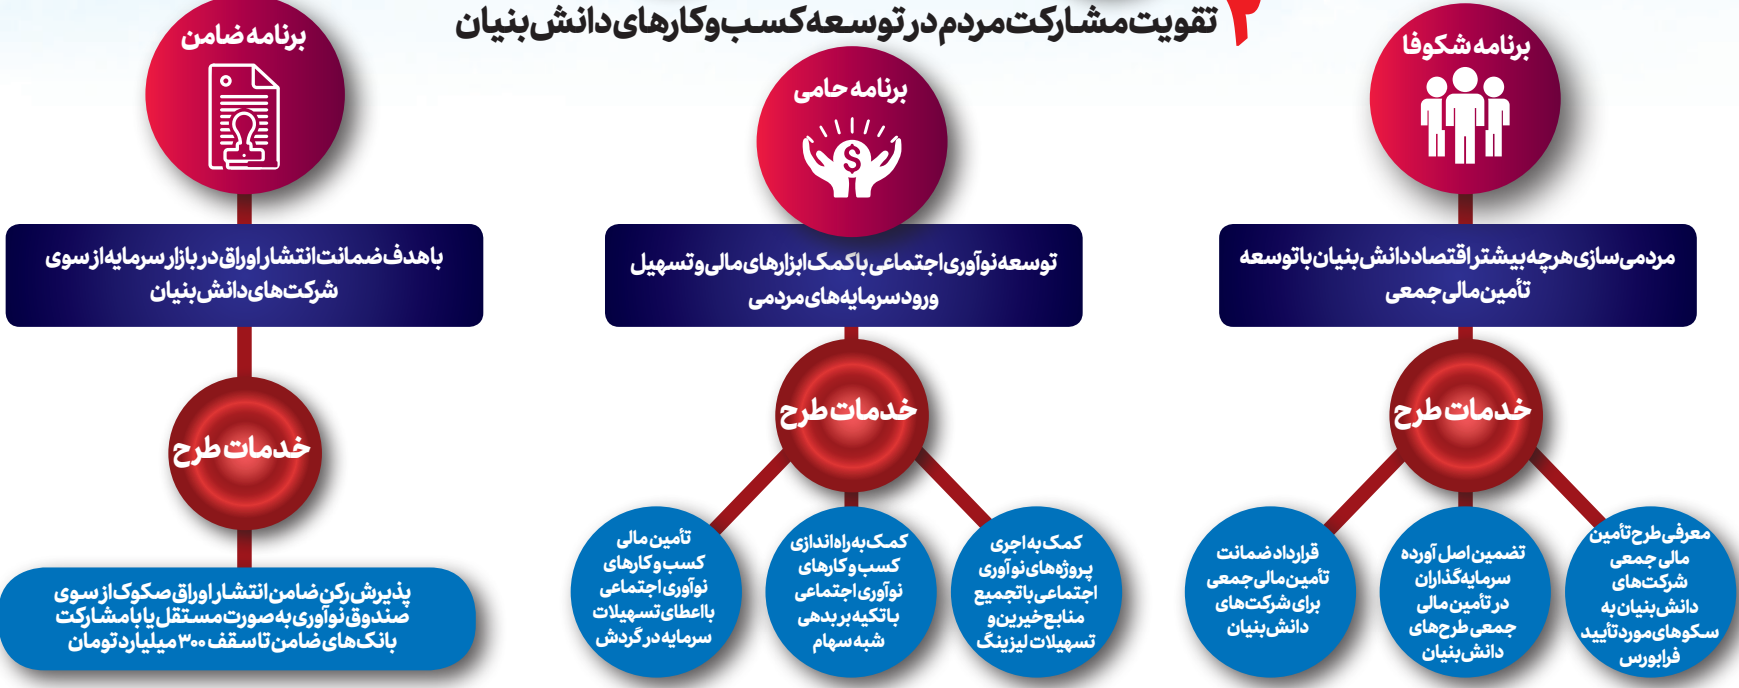 ۲ تقویت مشارکت مردم در توسعه کسب‌وکارهای دانش‌بنیان
برنامه شکوفا
مردمی‌سازی هرچه بیشتر اقتصاد دانش‌بنیان با توسعه
تأمین مالی جمعی
خدمات طرح
معرفی طرح تأمین
مالی جمعی
شرکت‌های
دانش‌بنیان به
سکوهای مورد تأیید
فرابورس
تضمین اصل آورده
سرمایه‌گذاران
در تأمین مالی
جمعی طرح‌های
دانش‌بنیان
قرارداد ضمانت
تأمین مالی جمعی
برای شرکت‌های
دانش‌بنیان
برنامه حامی
توسعه نوآوری اجتماعی با کمک ابزارهای مالی و تسهیل
ورود سرمایه‌های مردمی
خدمات طرح
کمک به اجری
پروژه‌های نوآوری
اجتماعی با تجمیع
منابع خیرین و
تسهیلات لیزینگ
کمک به راه‌اندازی
کسب و کارهای
نوآوری اجتماعی
با تکیه بر بدهی
شبه سهام
تأمین مالی
کسب و کارهای
نوآوری اجتماعی
با اعطای تسهیلات
سرمایه در گردش
برنامه ضامن
با هدف ضمانت انتشار اوراق در بازار سرمایه از سوی
شرکت‌های دانش‌بنیان
خدمات طرح
پذیرش رکن ضامن انتشار اوراق صکوک از سوی
صندوق نوآوری به صورت مستقل یا با مشارکت
بانک‌های ضامن تا سقف ۳۰۰ میلیارد تومان